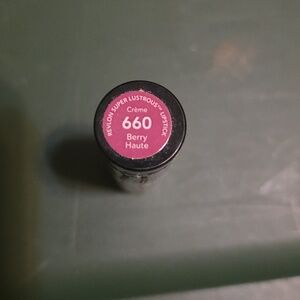 REVLON SUPER LUSTROUS™ LIPSTICK
Crème
660
Berry
Haute